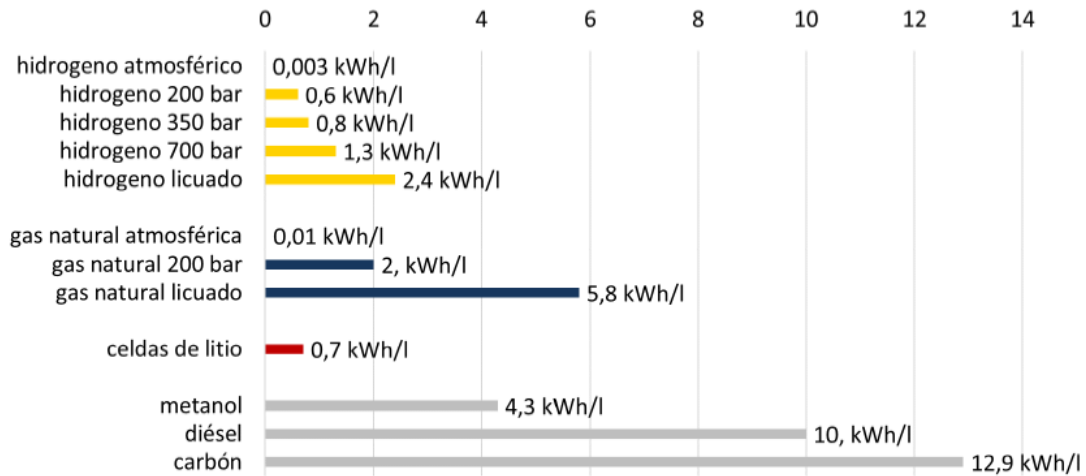 0 2 4 6 8 10 12 14
hidrogeno atmosférico 0,003 kWh/l
hidrogeno 200 bar 0,6 kWh/l
hidrogeno 350 bar 0,8 kWh/l
hidrogeno 700 bar 1,3 kWh/l
hidrogeno licuado 2,4 kWh/l
gas natural atmosférica 0,01 kWh/l
gas natural 200 bar 2, kWh/l
gas natural licuado 5,8 kWh/l
celdas de litio 0,7 kWh/l
metanol 4,3 kWh/l
diésel 10, kWh/l
carbón 12,9 kWh/l